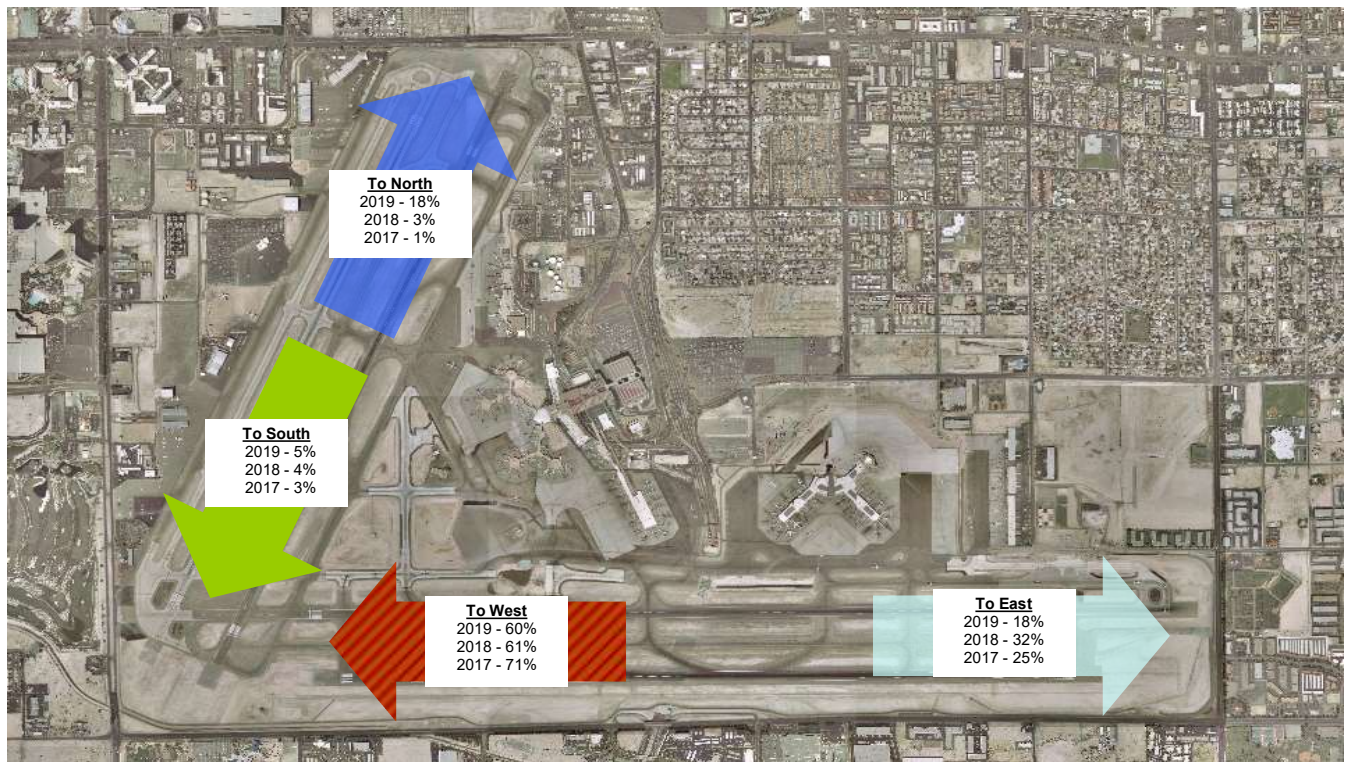 To North
2019 - 18%
2018 - 3%
2017 - 1%
To South
2019 - 5%
2018 - 4%
2017 - 3%
To West
2019 - 60%
2018 - 61%
2017 - 71%
To East
2019 - 18%
2018 - 32%
2017 - 25%